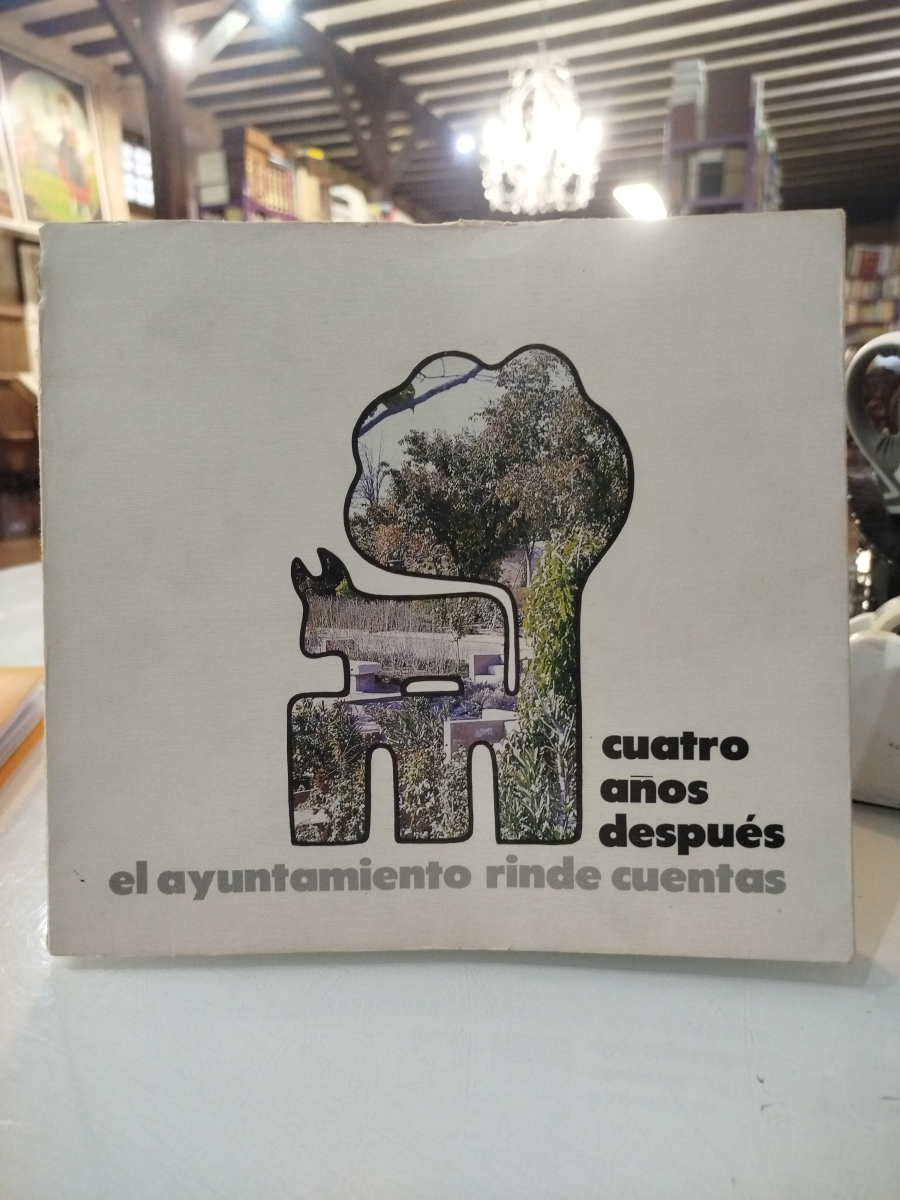 cuatro
años
después
el ayuntamiento rinde cuentas